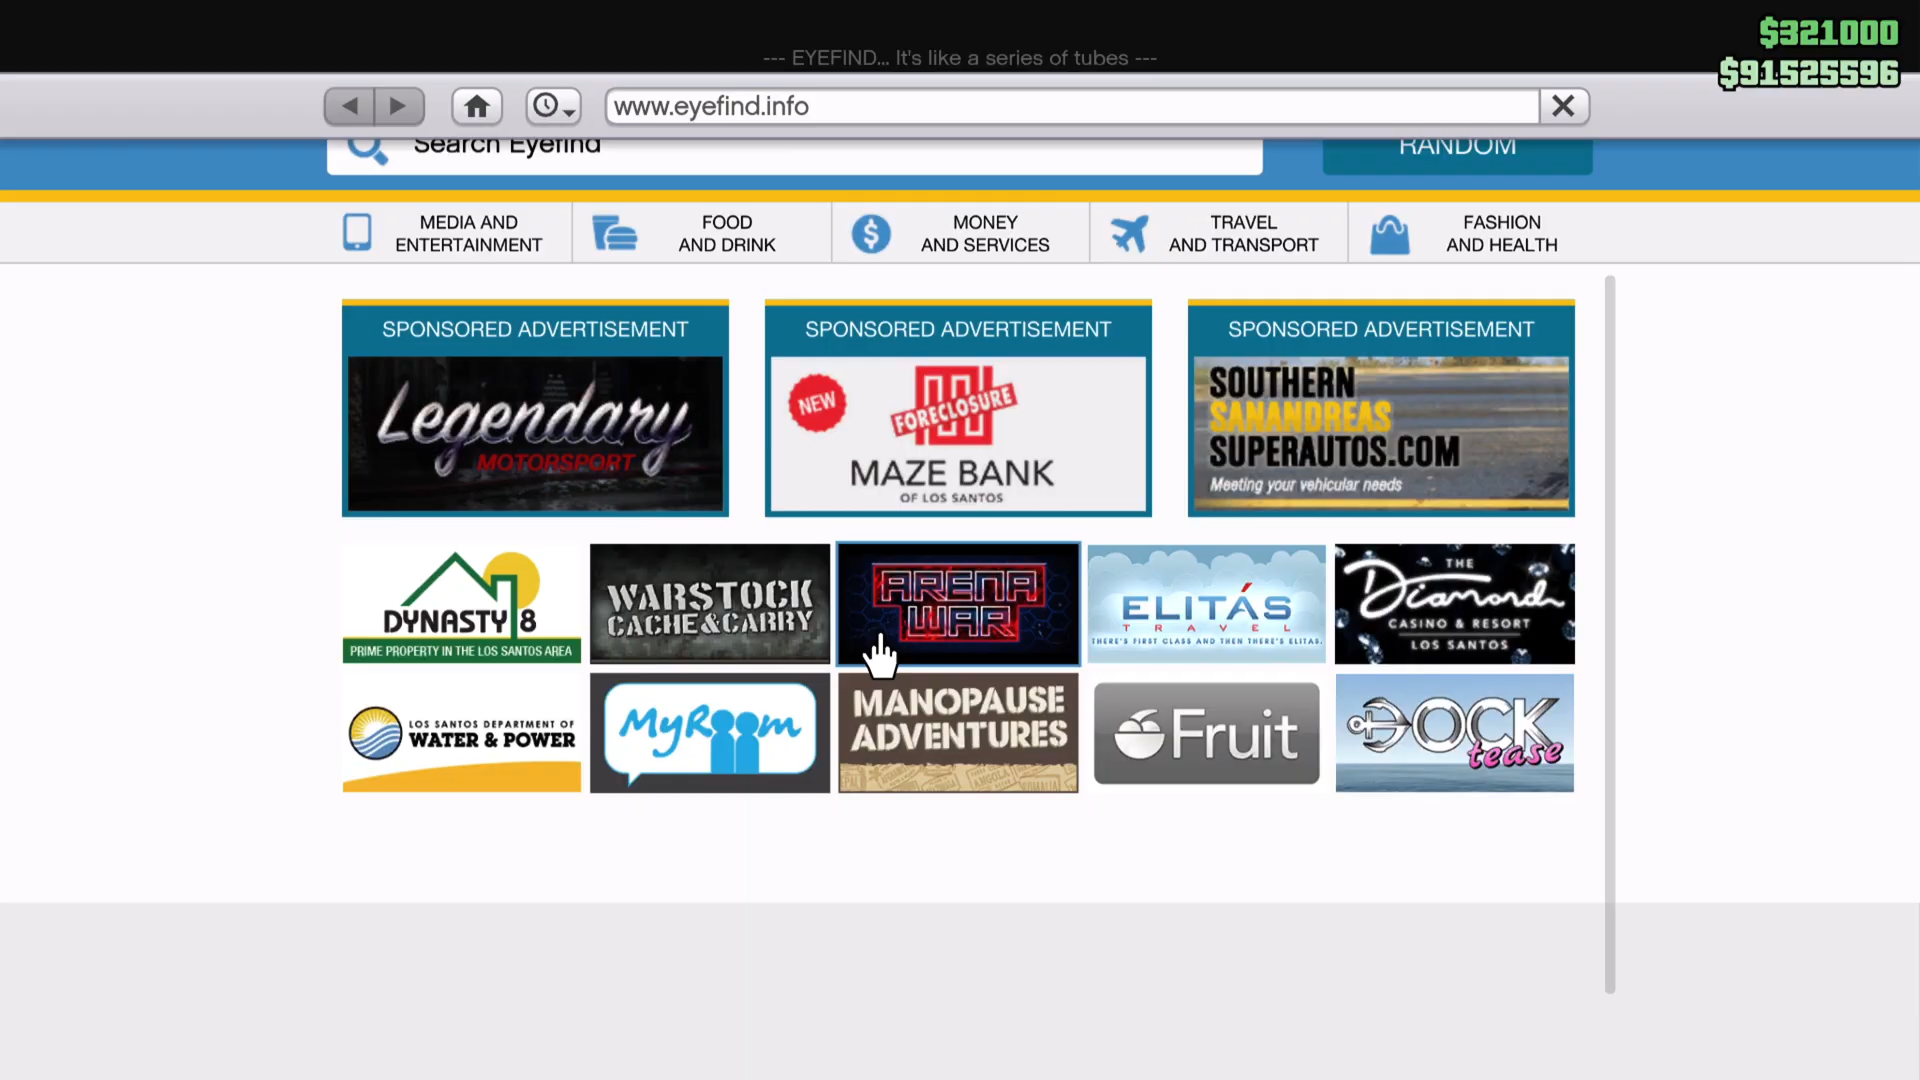 $321000
--- EYEFIND... It's like a series of tubes ---
$91525596
www.eyefind.info
Search Eyefind
RANDOM
MEDIA AND
ENTERTAINMENT
FOOD
AND DRINK
MONEY
AND SERVICES
TRAVEL
AND TRANSPORT
FASHION
AND HEALTH
SPONSORED ADVERTISEMENT
Legendary
MOTORSPORT
SPONSORED ADVERTISEMENT
NEW
FORECLOSURE
MAZE BANK
OF LOS SANTOS
SPONSORED ADVERTISEMENT
SOUTHERN
SANANDREAS
SUPERAUTOS.COM
Meeting your vehicular needs
DYNASTY 8
PRIME PROPERTY IN THE LOS SANTOS AREA
WARSTOCK
CACHE&CARRY
ARENA
WAR
ELITÁS
TRAVEL
THERE'S FIRST CLASS AND THEN THERE'S ELITAS.
THE
Diamond
CASINO & RESORT
LOS SANTOS
LOS SANTOS DEPARTMENT OF
WATER & POWER
MyRoom
MANOPAUSE
ADVENTURES
ANGOLA
SOMALIA
Fruit
DOCK
tease